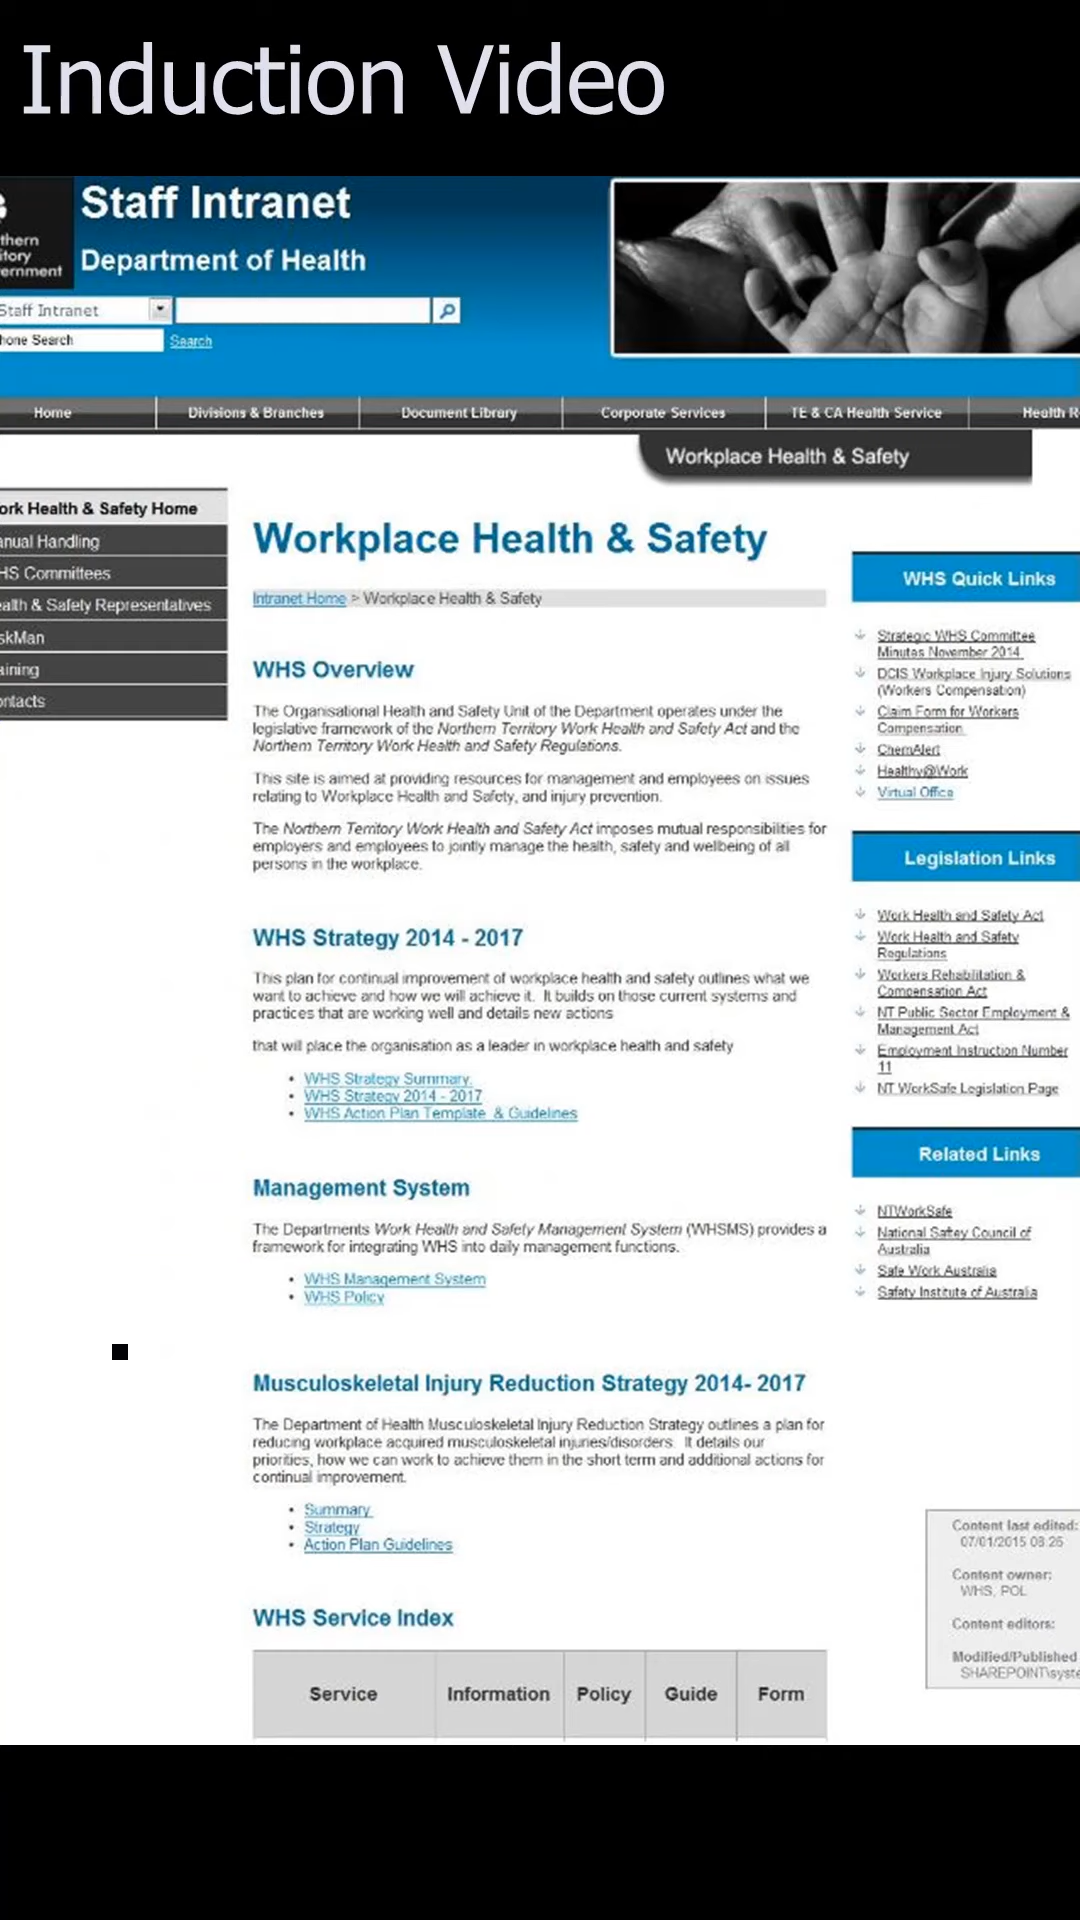 Induction Video
Staff Intranet
Department of Health
Staff Intranet
Search
Search
Home
Divisions & Branches
Document Library
Corporate Services
TE & CA Health Service
Health
Workplace Health & Safety
Health & Safety Home
Handling
Committees
& Safety Representatives
Workplace Health & Safety
Intranet Home > Workplace Health & Safety
WHS Overview
The Organisational Health and Safety Unit of the Department operates under the
legislative framework of the Northern Territory Work Health and Safety Act and the
Northern Territory Work Health and Safety Regulations.
This site is aimed at providing resources for management and employees on issues
relating to Workplace Health and Safety, and injury prevention.
The Northern Territory Work Health and Safety Act imposes mutual responsibilities for
employers and employees to jointly manage the health, safety and wellbeing of all
persons in the workplace.
WHS Strategy 2014 - 2017
This plan for continual improvement of workplace health and safety outlines what we
want to achieve and how we will achieve it. It builds on those current systems and
practices that are working well and details new actions
that will place the organisation as a leader in workplace health and safety
• WHS Strategy Summary
• WHS Strategy 2014 - 2017
• WHS Action Plan Template & Guidelines
Management System
The Departments Work Health and Safety Management System (WHSMS) provides a
framework for integrating WHS into daily management functions.
• WHS Management System
• WHS Policy
Musculoskeletal Injury Reduction Strategy 2014- 2017
The Department of Health Musculoskeletal Injury Reduction Strategy outlines a plan for
reducing workplace acquired musculoskeletal injuries/disorders. It details our
priorities, how we can work to achieve them in the short term and additional actions for
continual improvement.
• Summary
• Strategy
• Action Plan Guidelines
WHS Service Index
Service Information Policy Guide Form
WHS Quick Links
Strategic WHS Committee
Minutes November 2014
DCIS Workplace Injury Solutions
(Workers Compensation)
Claim Form for Workers
Compensation
ChemAlert
Healthy@Work
Virtual Office
Legislation Links
Work Health and Safety Act
Work Health and Safety
Regulations
Workers Rehabilitation &
Compensation Act
NT Public Sector Employment &
Management Act
Employment Instruction Number
11
NT WorkSafe Legislation Page
Related Links
NTWorkSafe
National Saftey Council of
Australia
Safe Work Australia
Safety Institute of Australia
Content last edited:
07/01/2015 08:26
Content owner:
WHS, POL
Content editors:
Modified/Published